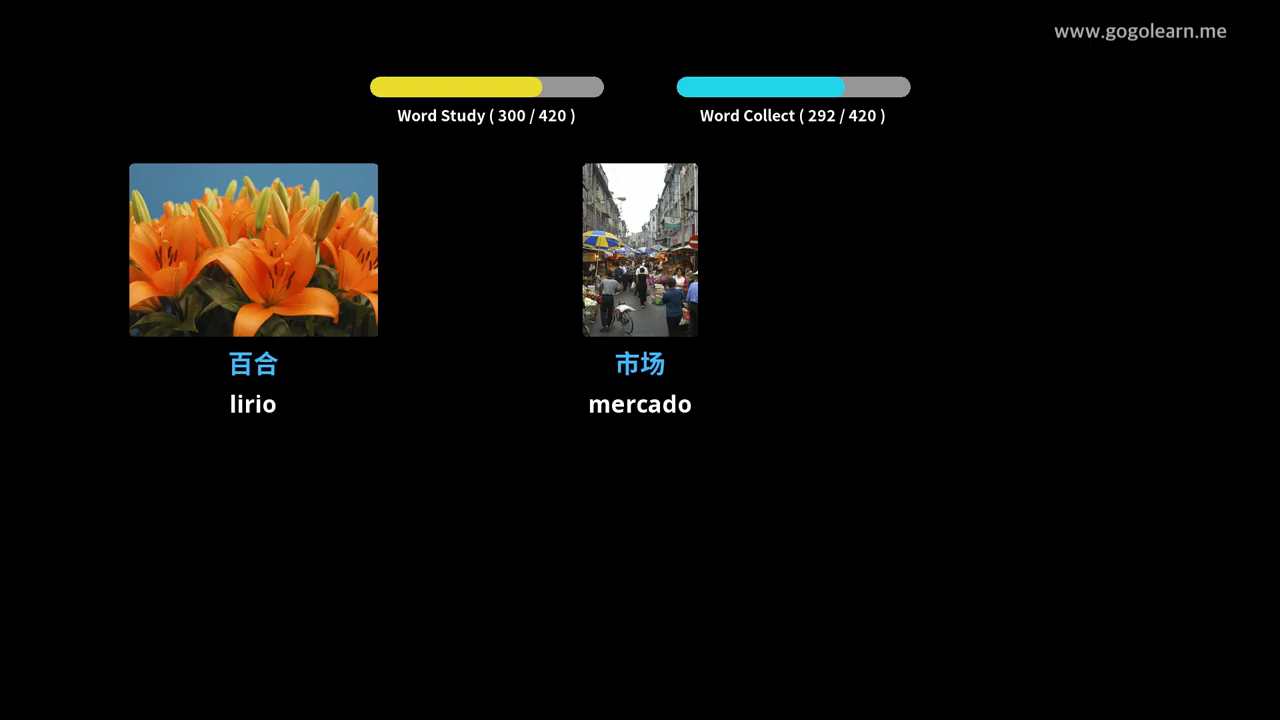 www.gogolearn.me
Word Study ( 300 / 420 )
Word Collect ( 292 / 420 )
百合
lirio
市场
mercado